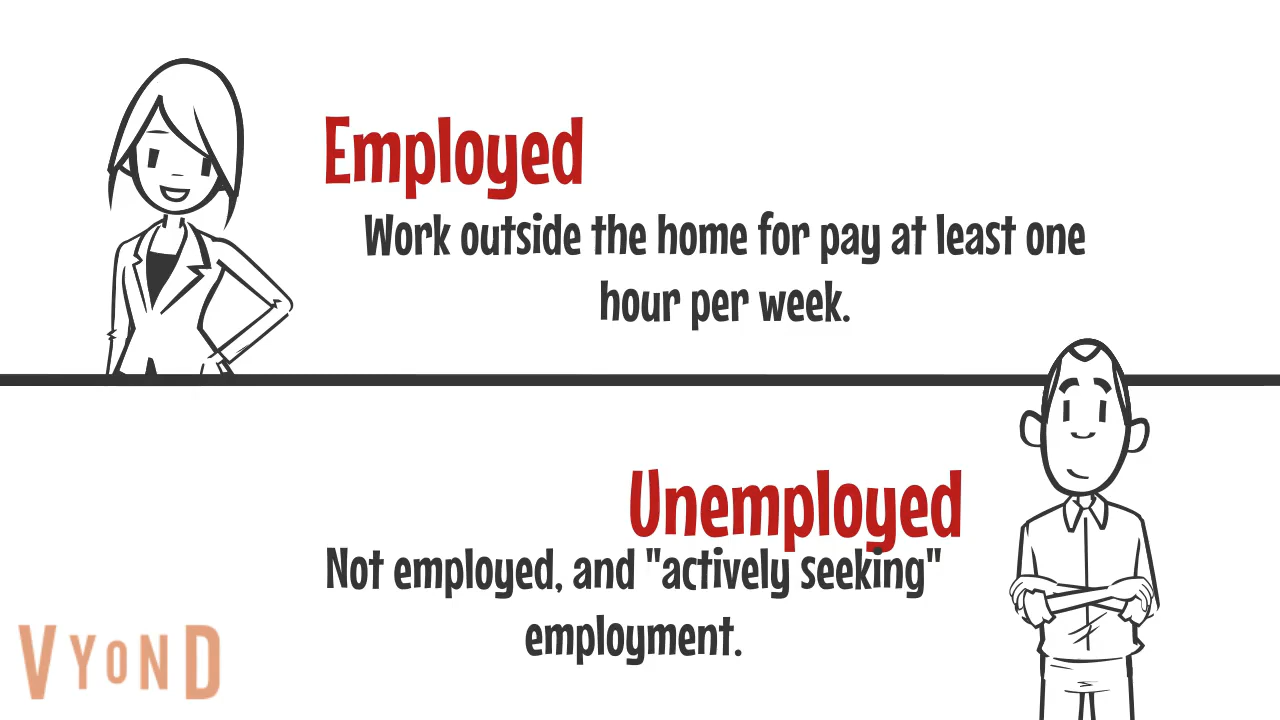 Employed
Work outside the home for pay at least one
hour per week.
Unemployed
Not employed, and "actively seeking"
employment.
VYOND